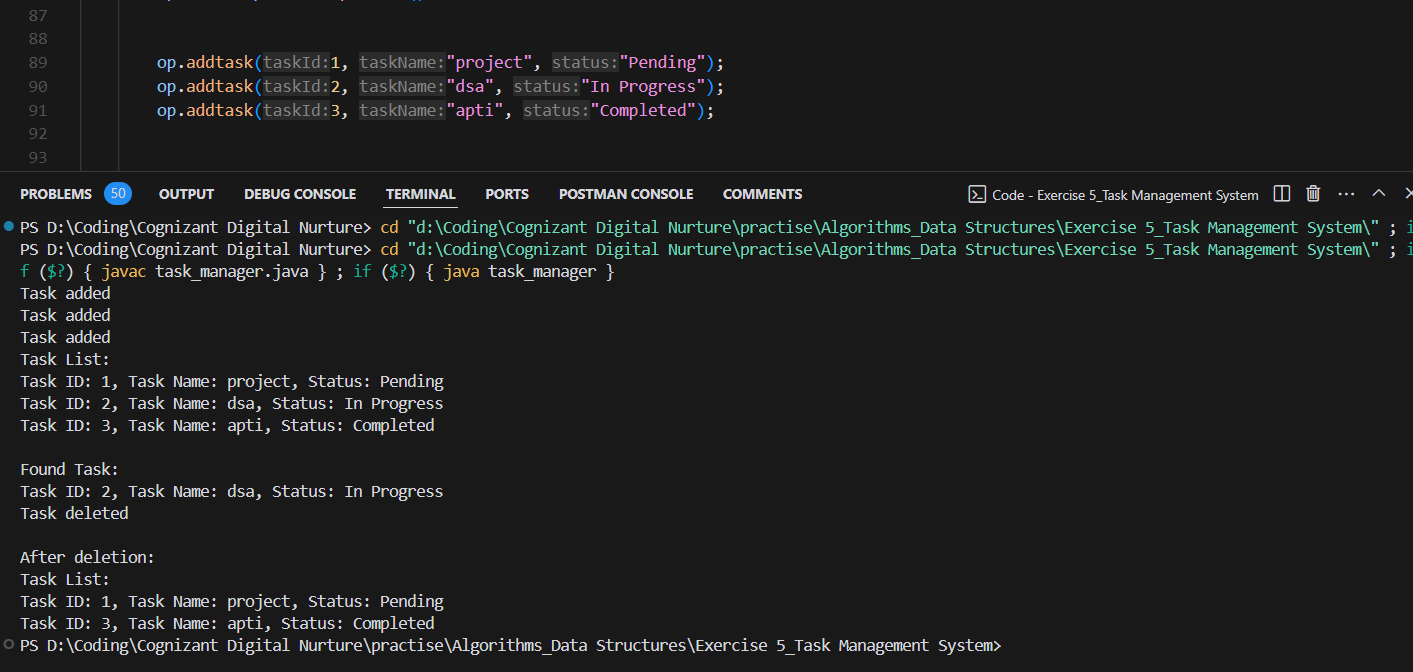 87
88
89 op.addtask(taskId:1, taskName:"project", status:"Pending");
90 op.addtask(taskId:2, taskName:"dsa", status:"In Progress");
91 op.addtask(taskId:3, taskName:"apti", status:"Completed");
92
93
PROBLEMS 50 OUTPUT DEBUG CONSOLE TERMINAL PORTS POSTMAN CONSOLE COMMENTS Code - Exercise 5_Task Management System
PS D:\Coding\Cognizant Digital Nurture> cd "d:\Coding\Cognizant Digital Nurture\practise\Algorithms_Data Structures\Exercise 5_Task Management System\" ; i
PS D:\Coding\Cognizant Digital Nurture> cd "d:\Coding\Cognizant Digital Nurture\practise\Algorithms_Data Structures\Exercise 5_Task Management System\" ; i
f ($?) { javac task_manager.java } ; if ($?) { java task_manager }
Task added
Task added
Task added
Task List:
Task ID: 1, Task Name: project, Status: Pending
Task ID: 2, Task Name: dsa, Status: In Progress
Task ID: 3, Task Name: apti, Status: Completed
Found Task:
Task ID: 2, Task Name: dsa, Status: In Progress
Task deleted
After deletion:
Task List:
Task ID: 1, Task Name: project, Status: Pending
Task ID: 3, Task Name: apti, Status: Completed
PS D:\Coding\Cognizant Digital Nurture\practise\Algorithms_Data Structures\Exercise 5_Task Management System>